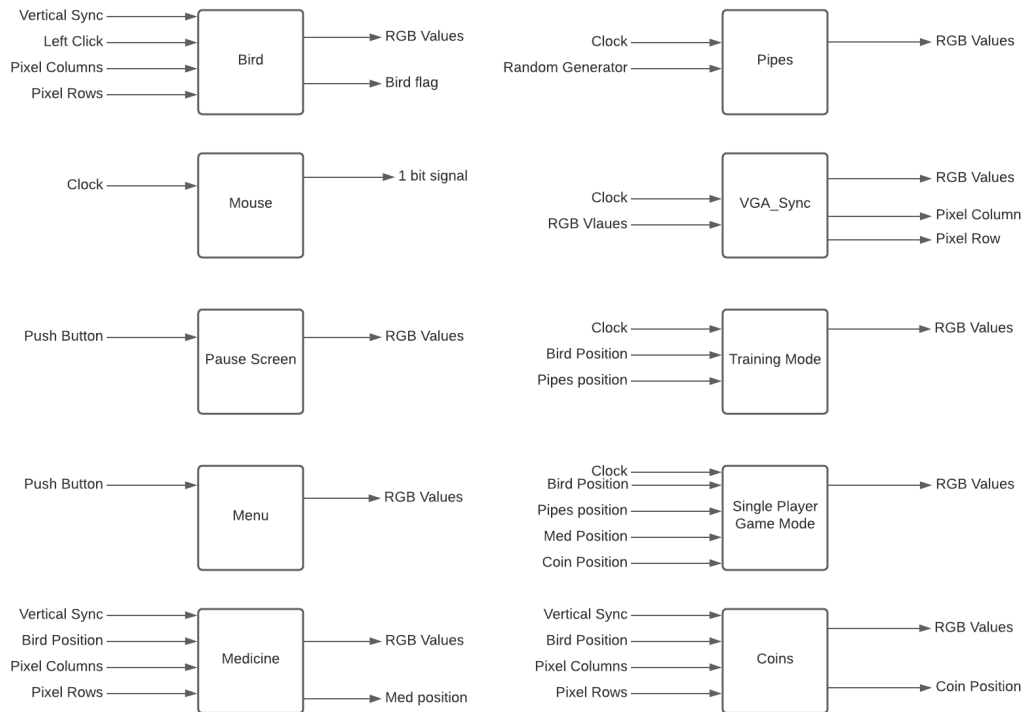 Vertical Sync
Left Click
Pixel Columns
Pixel Rows
Bird
RGB Values
Bird flag
Clock
Random Generator
Pipes
RGB Values
Clock
Mouse
1 bit signal
Clock
RGB Vlaues
VGA_Sync
RGB Values
Pixel Column
Pixel Row
Push Button
Pause Screen
RGB Values
Clock
Bird Position
Pipes position
Training Mode
RGB Values
Push Button
Menu
RGB Values
Clock
Bird Position
Pipes position
Med Position
Coin Position
Single Player
Game Mode
RGB Values
Vertical Sync
Bird Position
Pixel Columns
Pixel Rows
Medicine
RGB Values
Med position
Vertical Sync
Bird Position
Pixel Columns
Pixel Rows
Coins
RGB Values
Coin Position